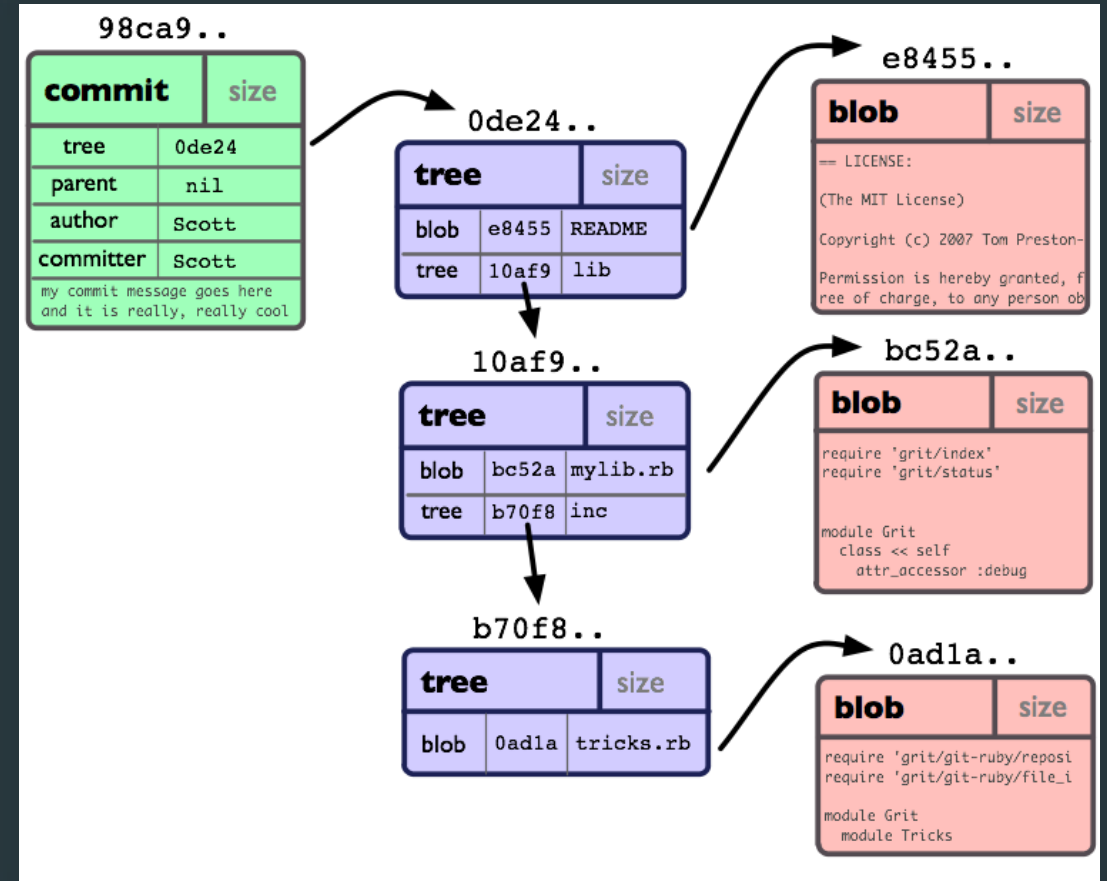 98ca9..
commit size
tree 0de24
parent nil
author Scott
committer Scott
my commit message goes here
and it is really, really cool
0de24..
tree size
blob e8455 README
tree 10af9 lib
10af9..
tree size
blob bc52a mylib.rb
tree b70f8 inc
b70f8..
tree size
blob 0ad1a tricks.rb
e8455..
blob size
== LICENSE:
(The MIT License)
Copyright (c) 2007 Tom Preston-
Permission is hereby granted, f
ree of charge, to any person ob
bc52a..
blob size
require 'grit/index'
require 'grit/status'
module Grit
class << self
attr_accessor :debug
0ad1a..
blob size
require 'grit/git-ruby/reposi
require 'grit/git-ruby/file_i
module Grit
module Tricks